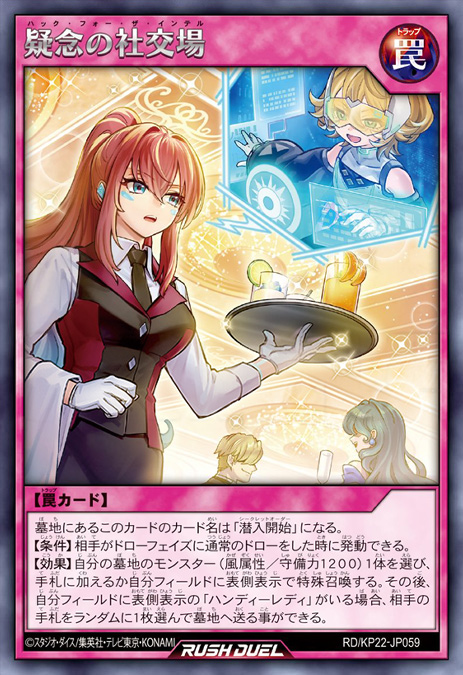 ハック・フォー・ザ・インテル
疑念の社交場
トラップ
罠
トラップ
【罠カード】
墓地にあるこのカードのカード名は「潜入開始」になる。
【条件】相手がドローフェイズに通常のドローをした時に発動できる。
【効果】自分の墓地のモンスター(風属性/守備力1200)1体を選び、
手札に加えるか自分フィールドに表側表示で特殊召喚する。その後、
自分フィールドに表側表示の「ハンディーレディ」がいる場合、相手の
手札をランダムに1枚選んで墓地へ送る事ができる。
©スタジオ・ダイス/集英社・テレビ東京・KONAMI
RUSH DUEL
RD/KP22-JP059